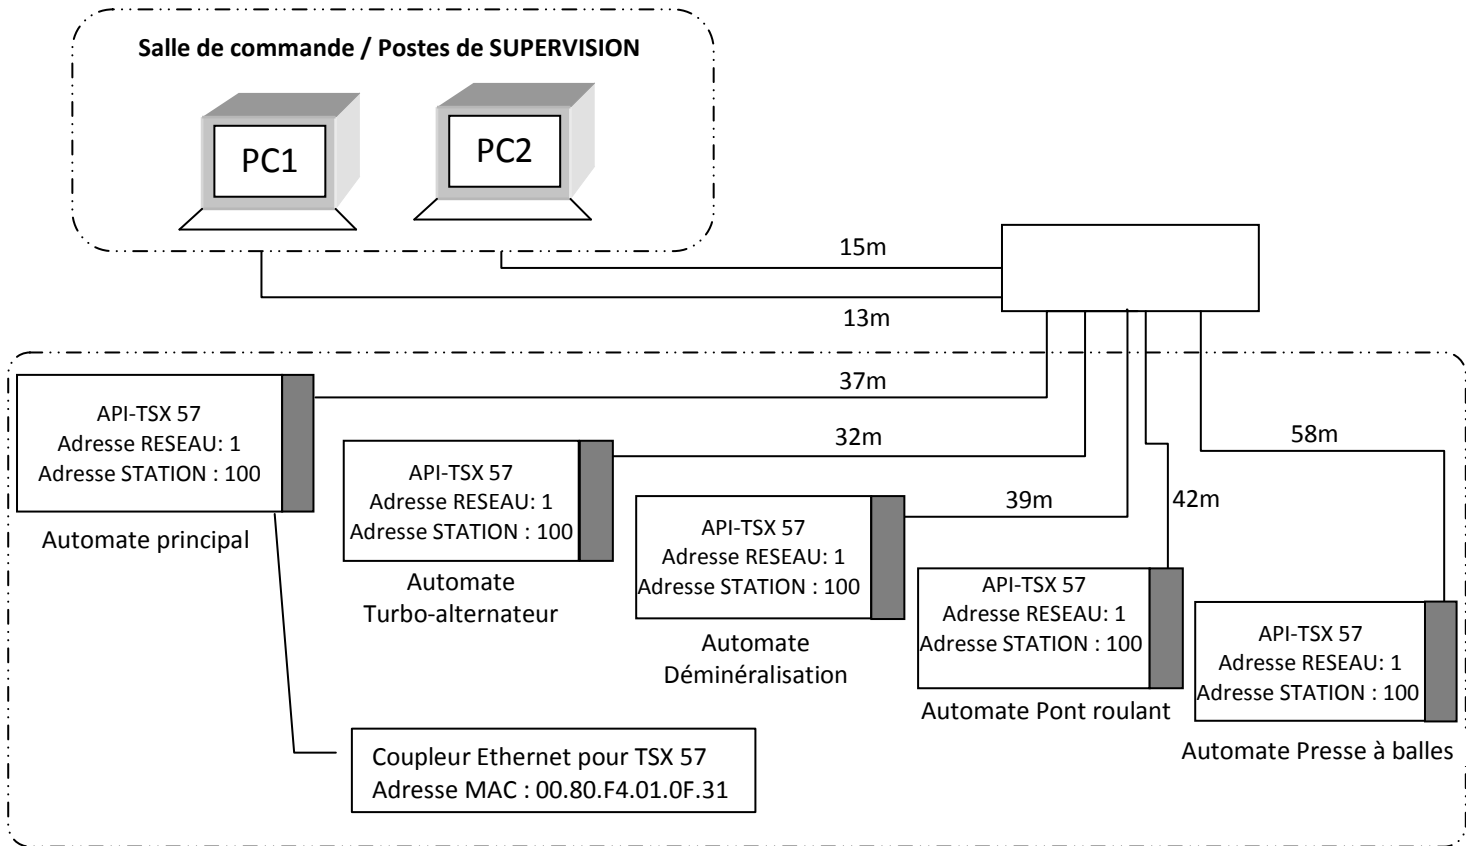 Salle de commande / Postes de SUPERVISION
PC1
PC2
15m
13m
37m
API-TSX 57
Adresse RESEAU: 1
Adresse STATION : 100
Automate principal
32m
API-TSX 57
Adresse RESEAU: 1
Adresse STATION : 100
Automate
Turbo-alternateur
39m
API-TSX 57
Adresse RESEAU: 1
Adresse STATION : 100
Automate
Déminéralisation
42m
API-TSX 57
Adresse RESEAU: 1
Adresse STATION : 100
Automate Pont roulant
58m
API-TSX 57
Adresse RESEAU: 1
Adresse STATION : 100
Automate Presse à balles
Coupleur Ethernet pour TSX 57
Adresse MAC : 00.80.F4.01.0F.31